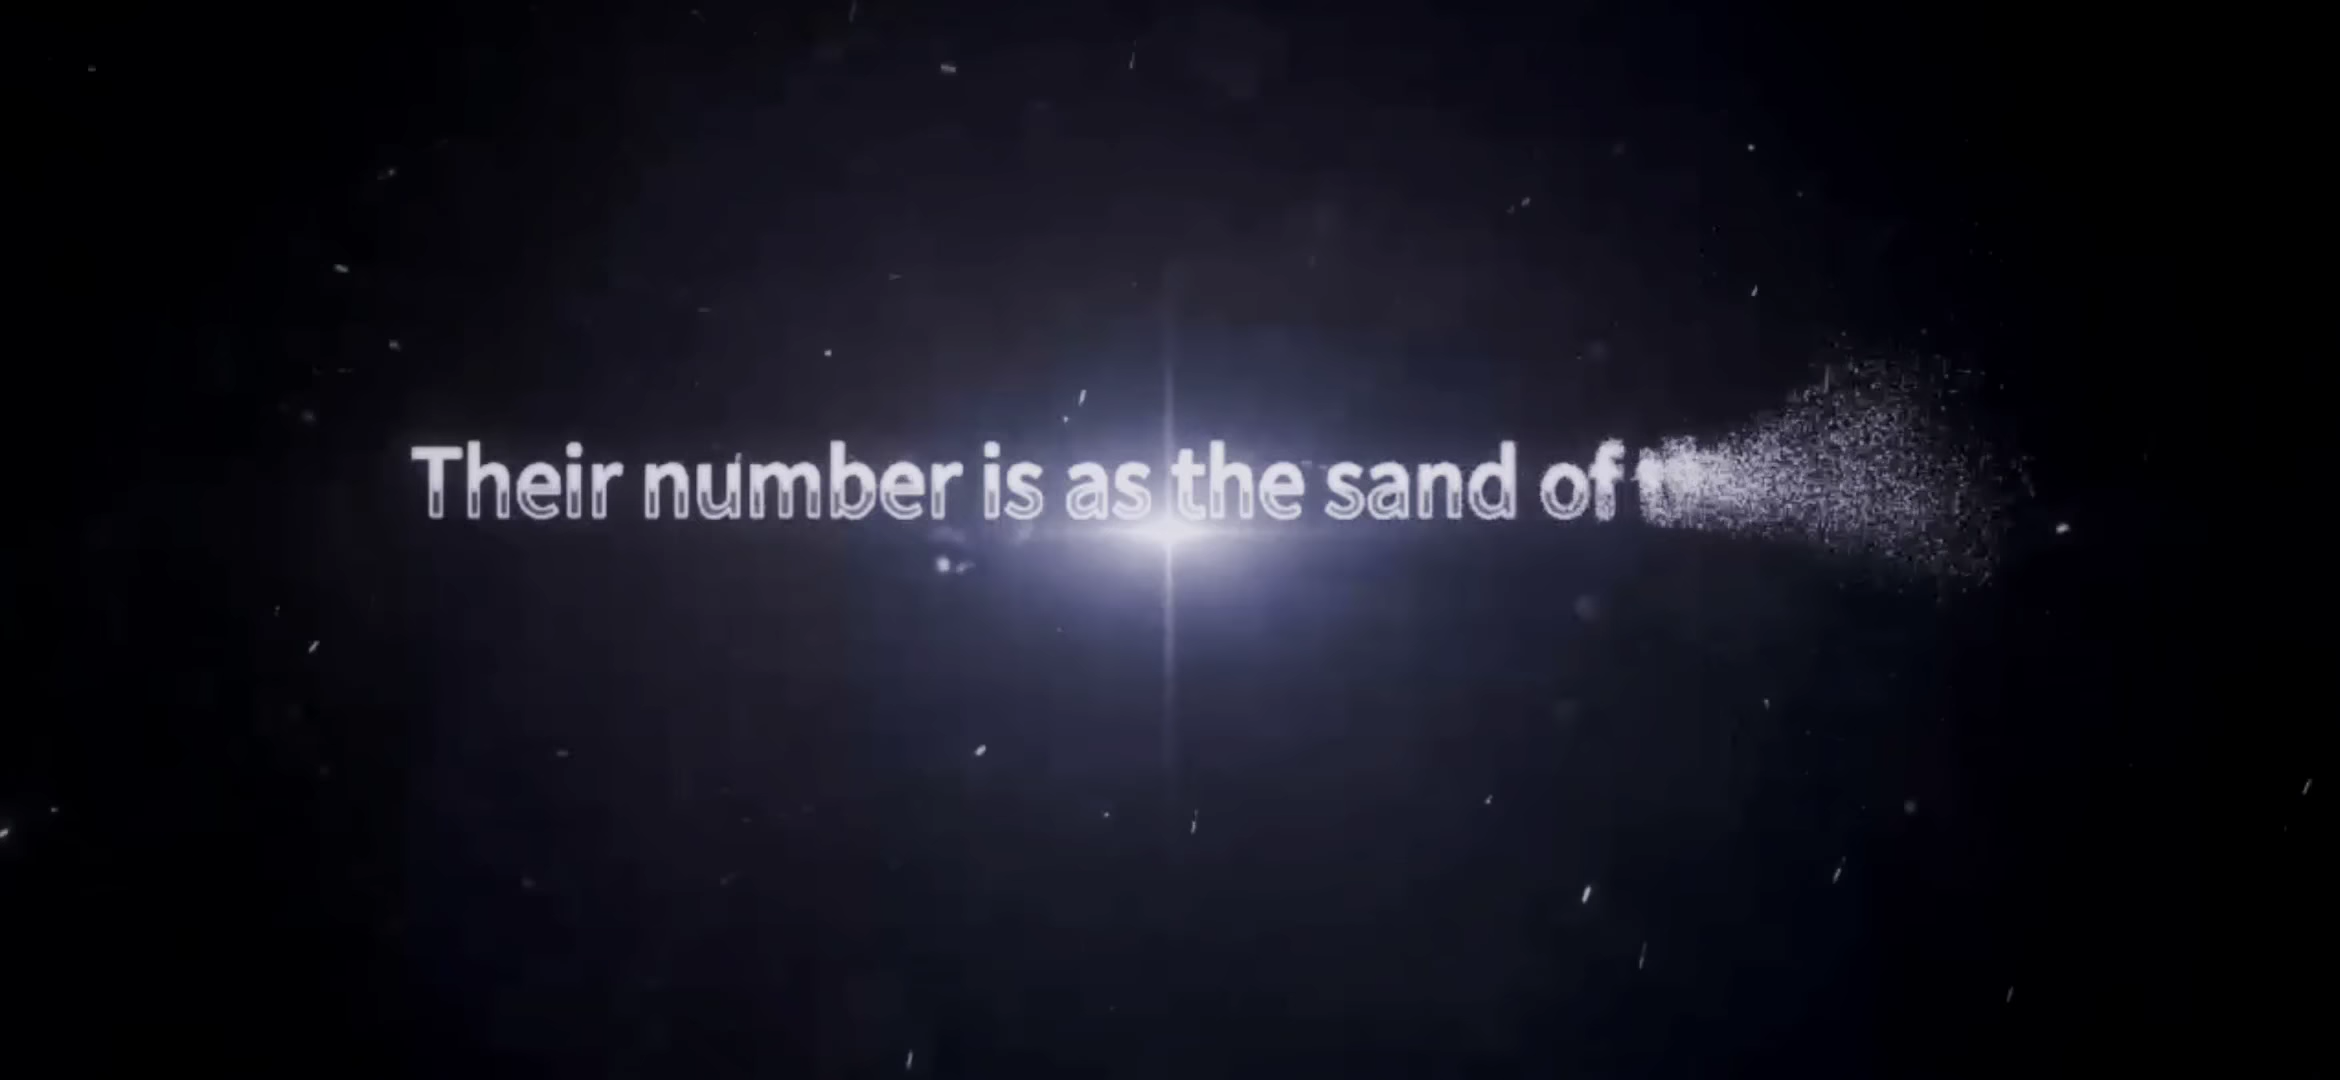 Their number is as the sand of